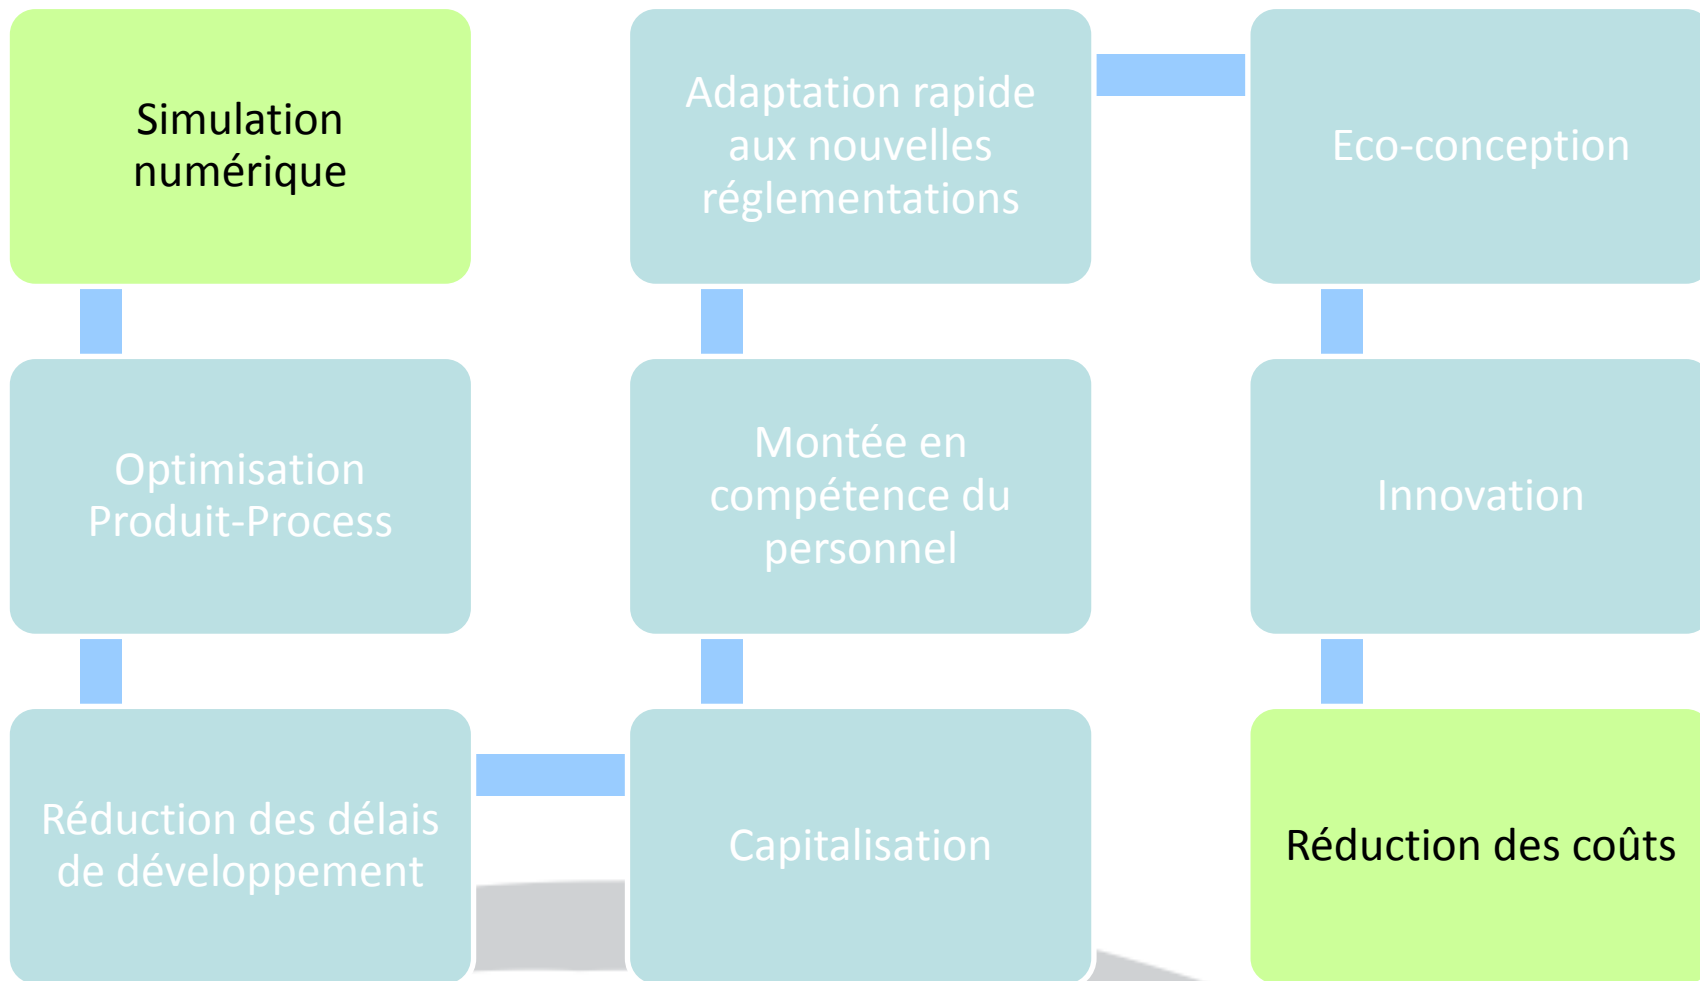 Simulation
numérique
Optimisation
Produit-Process
Réduction des délais
de développement
Capitalisation
Montée en
compétence du
personnel
Adaptation rapide
aux nouvelles
réglementations
Eco-conception
Innovation
Réduction des coûts